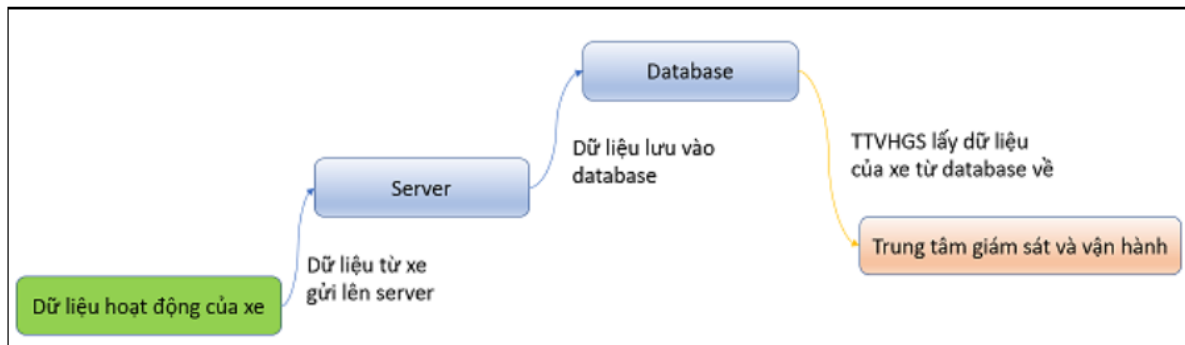 Database
TTVHGS lấy dữ liệu
của xe từ database về
Dữ liệu lưu vào
database
Server
Trung tâm giám sát và vận hành
Dữ liệu từ xe
gửi lên server
Dữ liệu hoạt động của xe